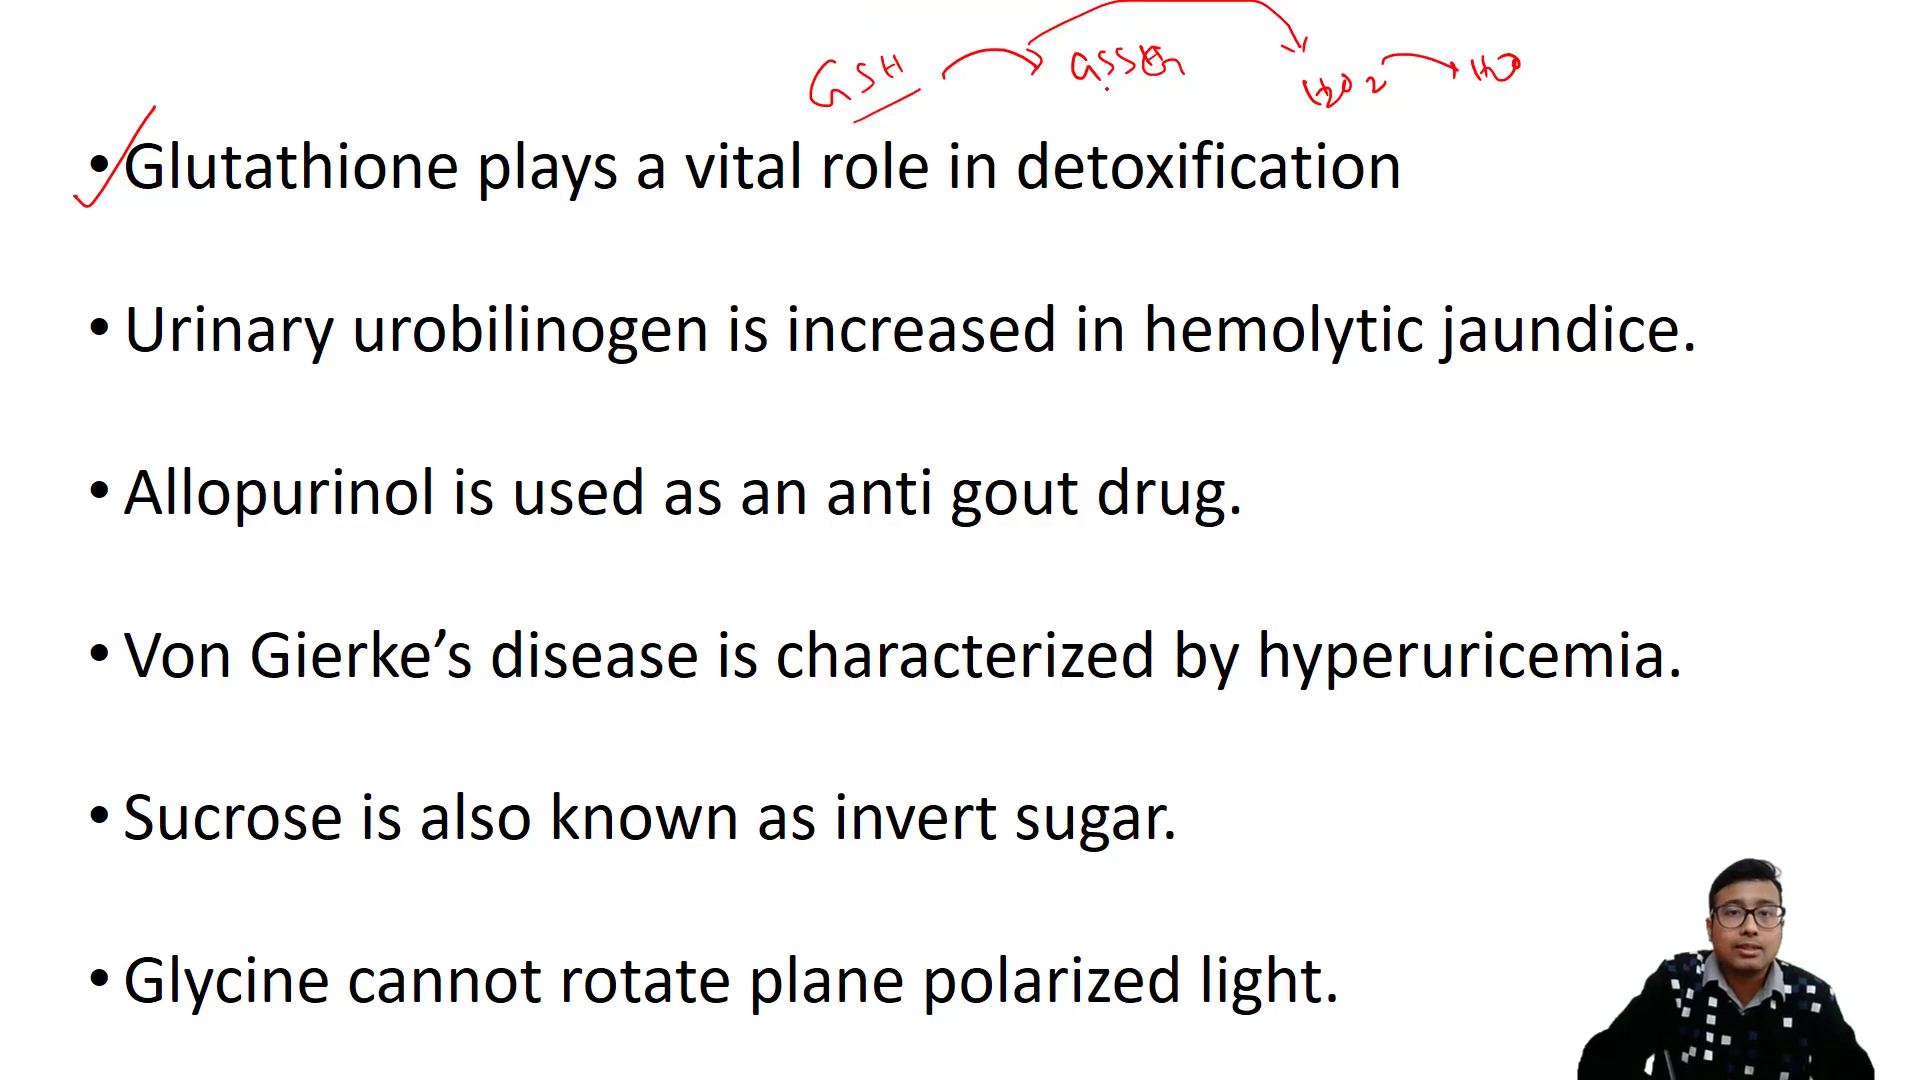 GSH GSSG H2O2 H2O
• Glutathione plays a vital role in detoxification
• Urinary urobilinogen is increased in hemolytic jaundice.
• Allopurinol is used as an anti gout drug.
• Von Gierke’s disease is characterized by hyperuricemia.
• Sucrose is also known as invert sugar.
• Glycine cannot rotate plane polarized light.